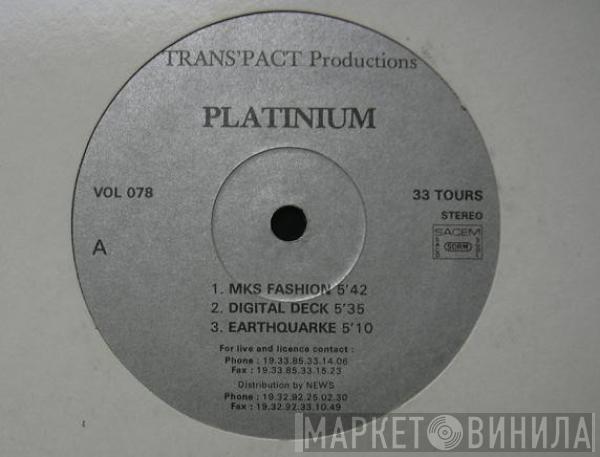 TRANS'PACT Productions
PLATINIUM
VOL 078
33 TOURS
STEREO
A
SACEM
SDRM
1. MKS FASHION 5'42
2. DIGITAL DECK 5'35
3. EARTHQUARKE 5'10
For live and licence contact :
Phone : 19.33.85.33.14.06
Fax : 19.33.85.33.15.23
Distribution by NEWS
Phone : 19.32.92.25.02.30
Fax : 19.32.92.33.10.49
МАРКЕТ ВИНИЛА